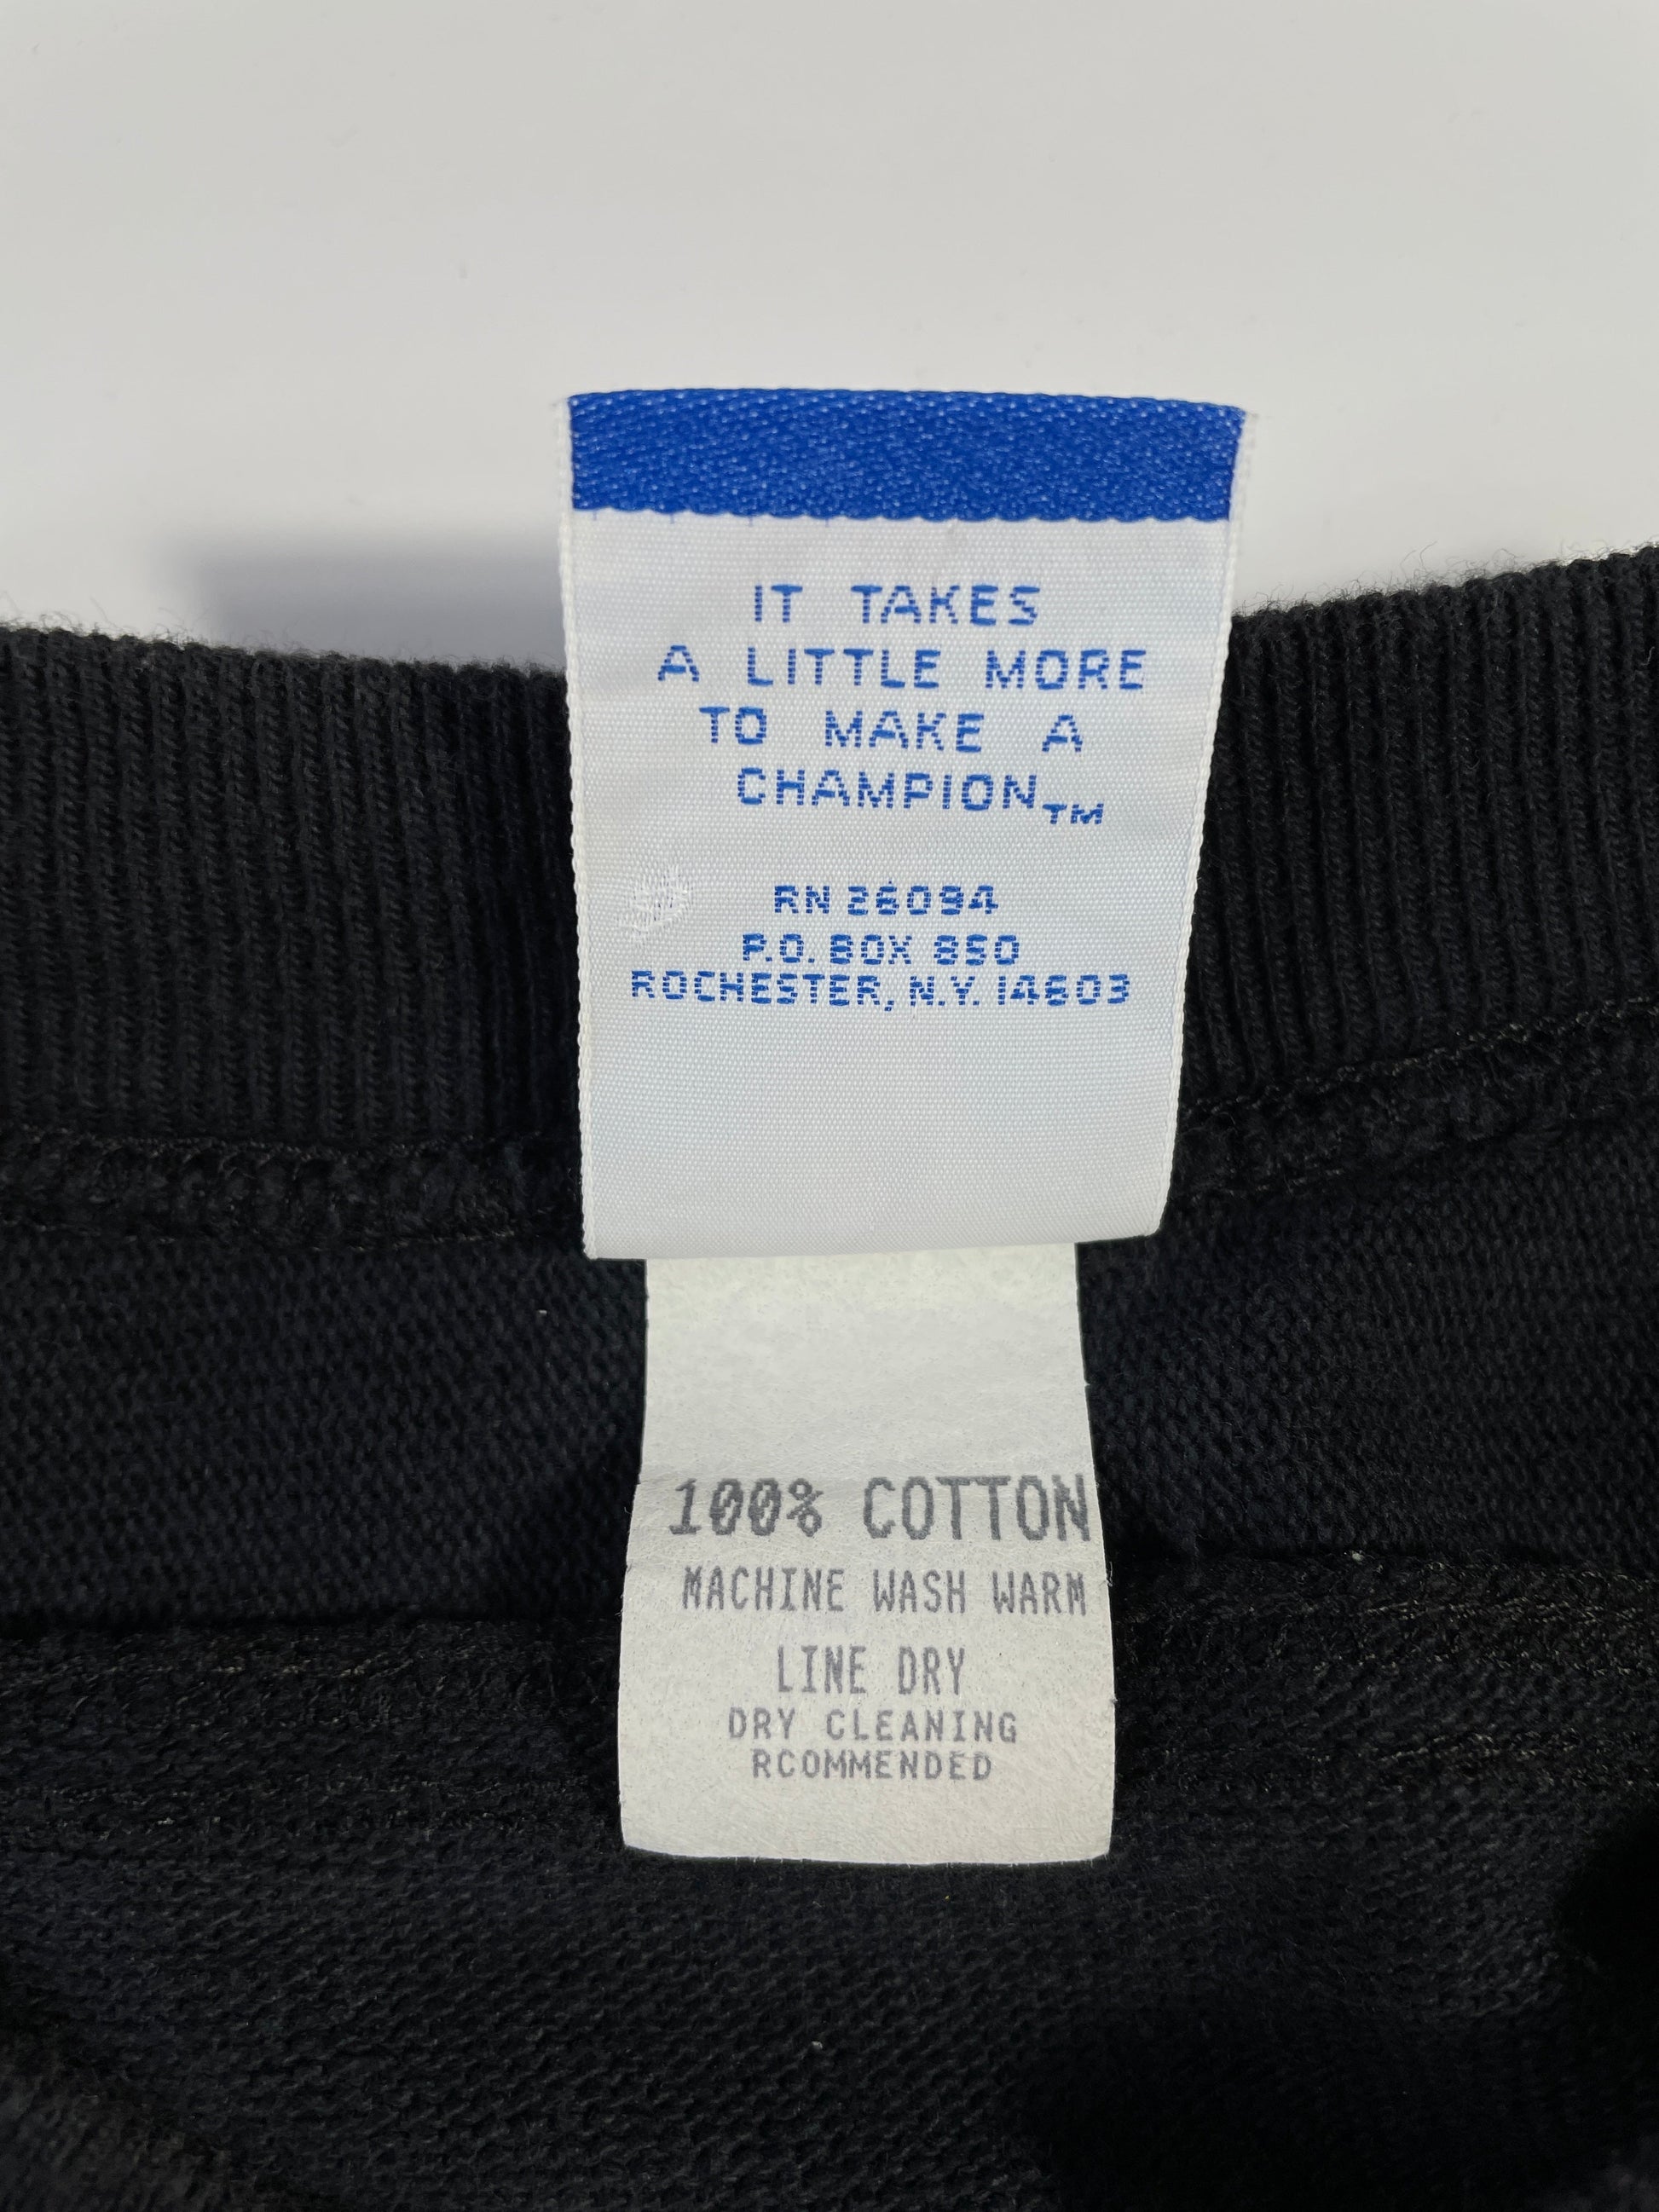 IT TAKES
A LITTLE MORE
TO MAKE A
CHAMPION™
RN 26094
P.O. BOX 850
ROCHESTER, N.Y. 14603
100% COTTON
MACHINE WASH WARM
LINE DRY
DRY CLEANING
RCOMMENDED